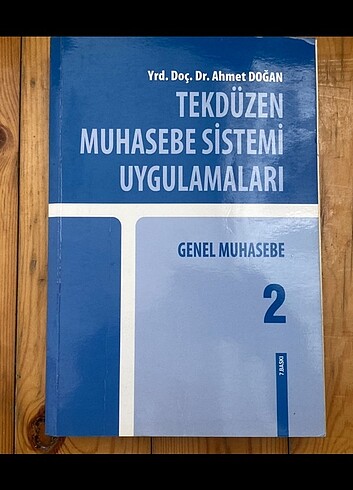 Yrd. Doç. Dr. Ahmet DOĞAN
TEKDÜZEN
MUHASEBE SİSTEMİ
UYGULAMALARI
GENEL MUHASEBE
2
7.BASKI